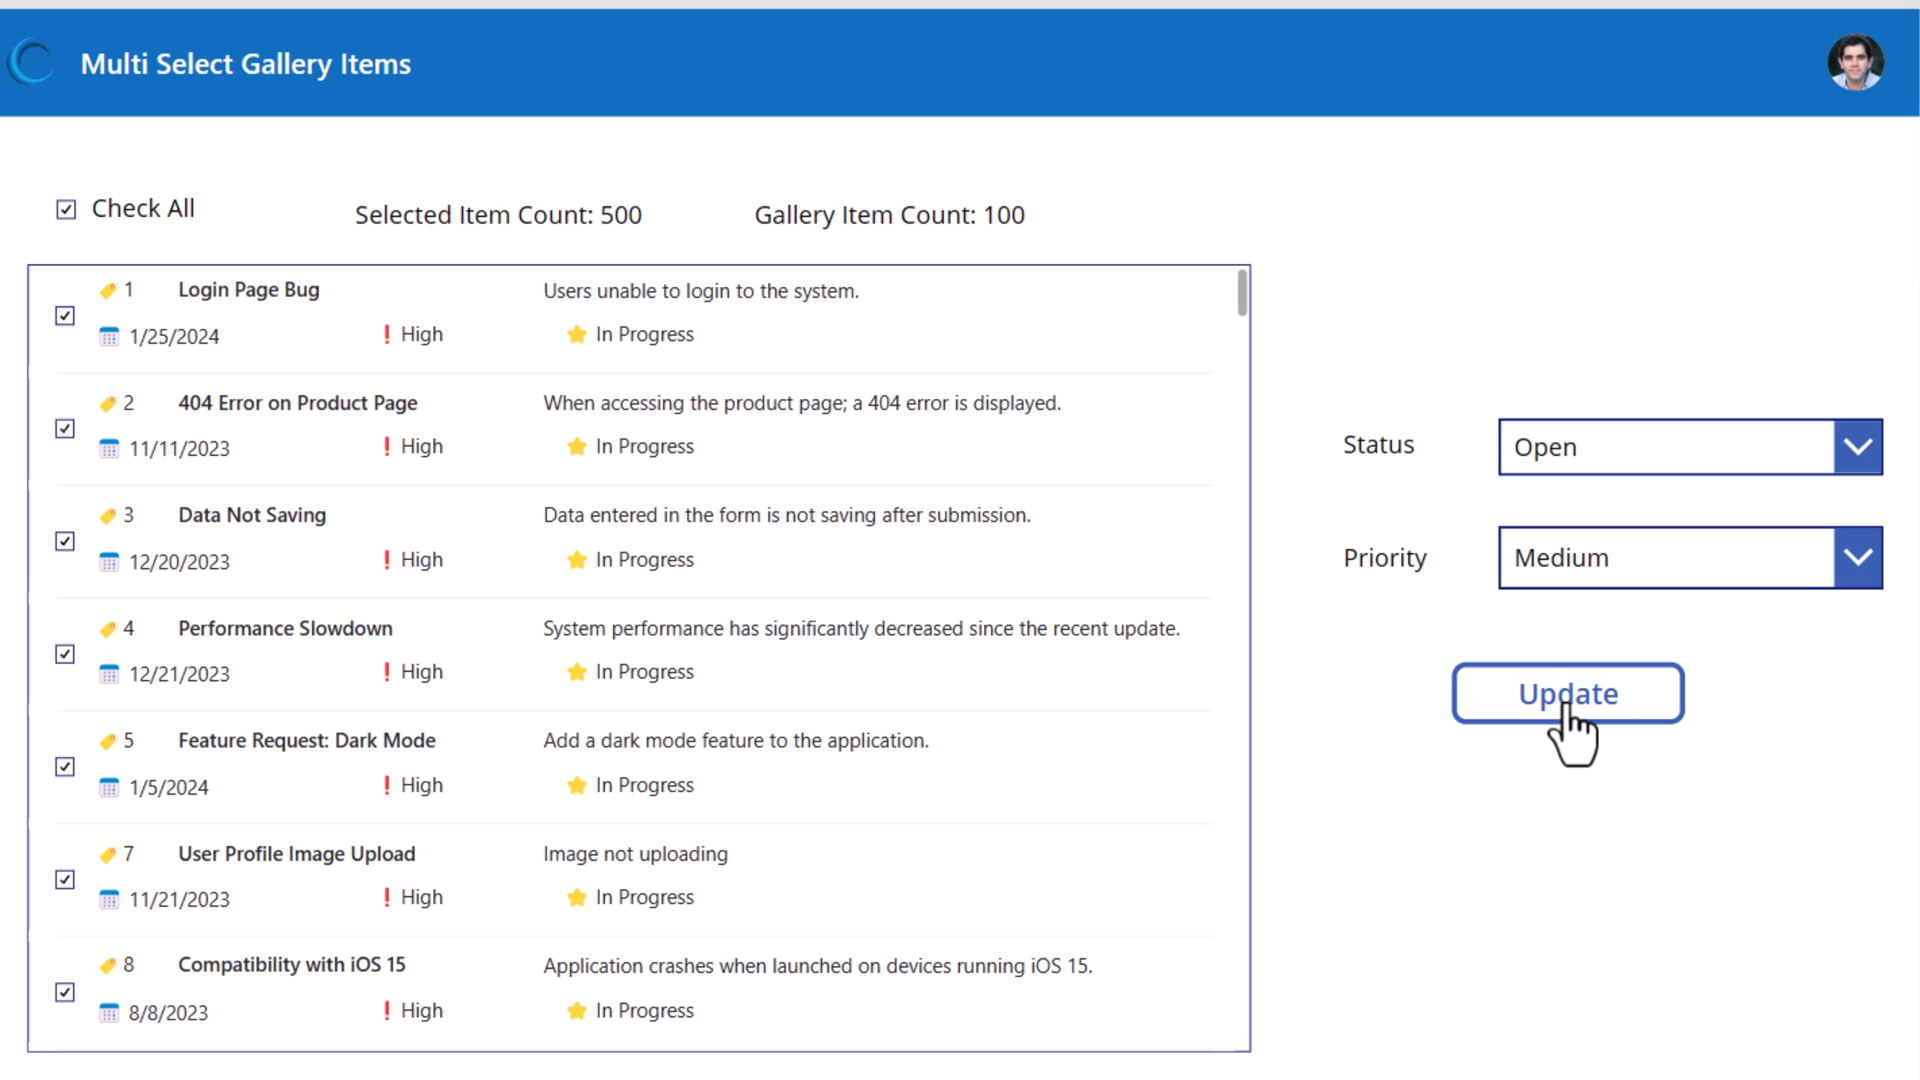 Multi Select Gallery Items
Check All
Selected Item Count: 500
Gallery Item Count: 100
1 Login Page Bug
Users unable to login to the system.
1/25/2024 High In Progress
2 404 Error on Product Page
When accessing the product page; a 404 error is displayed.
11/11/2023 High In Progress
3 Data Not Saving
Data entered in the form is not saving after submission.
12/20/2023 High In Progress
4 Performance Slowdown
System performance has significantly decreased since the recent update.
12/21/2023 High In Progress
5 Feature Request: Dark Mode
Add a dark mode feature to the application.
1/5/2024 High In Progress
7 User Profile Image Upload
Image not uploading
11/21/2023 High In Progress
8 Compatibility with iOS 15
Application crashes when launched on devices running iOS 15.
8/8/2023 High In Progress
Status Open
Priority Medium
Update